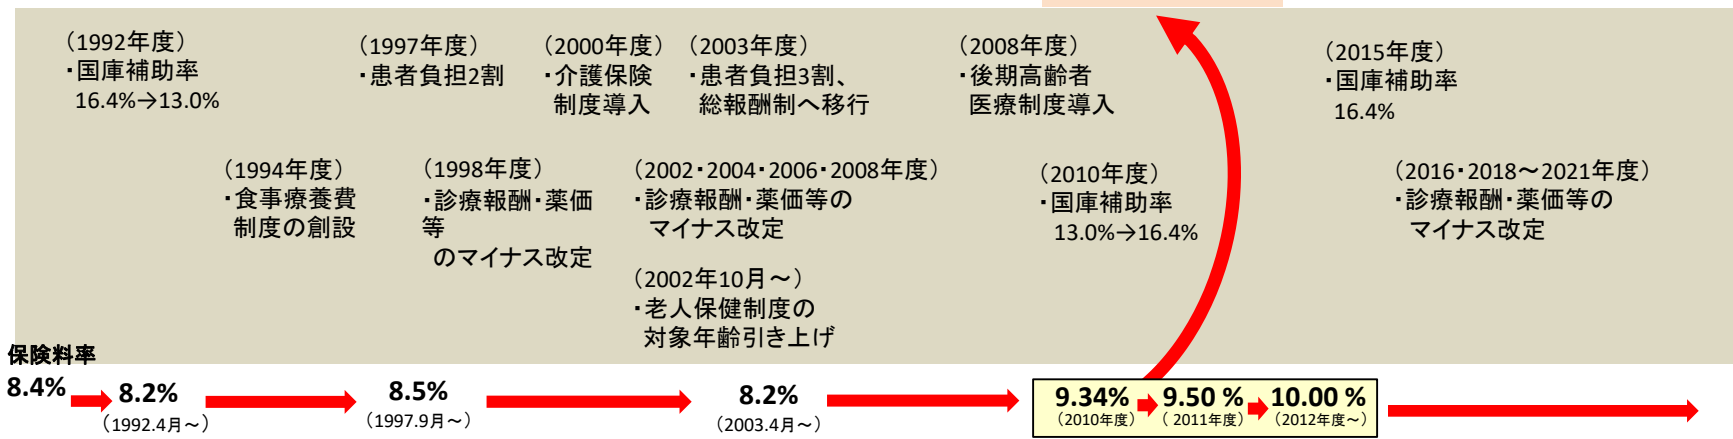 （1992年度）
・国庫補助率
16.4%→13.0%
（1997年度）
・患者負担2割
（2000年度）
・介護保険
制度導入
（2003年度）
・患者負担3割、
総報酬制へ移行
（2008年度）
・後期高齢者
医療制度導入
（2015年度）
・国庫補助率
16.4%
（1994年度）
・食事療養費
制度の創設
（1998年度）
・診療報酬・薬価
等
のマイナス改定
（2002・2004・2006・2008年度）
・診療報酬・薬価等の
マイナス改定
（2002年10月～）
・老人保健制度の
対象年齢引き上げ
（2010年度）
・国庫補助率
13.0%→16.4%
（2016・2018～2021年度）
・診療報酬・薬価等の
マイナス改定
保険料率
8.4%
8.2%
（1992.4月～）
8.5%
（1997.9月～）
8.2%
（2003.4月～）
9.34%
（2010年度）
9.50 %
（ 2011年度）
10.00 %
（2012年度～）